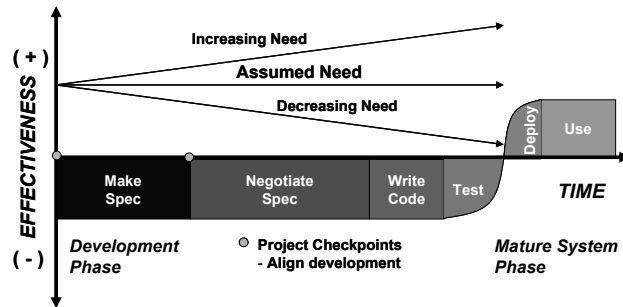 EFFECTIVENESS
( + )
( - )
Increasing Need
Assumed Need
Decreasing Need
Make
Spec
Negotiate
Spec
Write
Code
Test
Deploy
Use
TIME
Development
Phase
Project Checkpoints
- Align development
Mature System
Phase